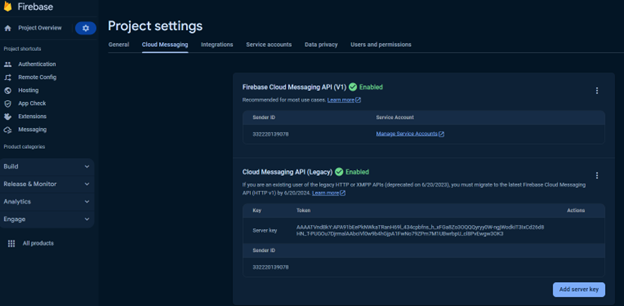 Firebase
Project Overview
Project settings
General Cloud Messaging Integrations Service accounts Data privacy Users and permissions
Project shortcuts
Authentication
Remote Config
Hosting
App Check
Extensions
Messaging
Product categories
Build
Release & Monitor
Analytics
Engage
All products
Firebase Cloud Messaging API (V1) Enabled
Recommended for most use cases. Learn more
Sender ID Service Account
332220139078 Manage Service Accounts
Cloud Messaging API (Legacy) Enabled
If you are an existing user of the legacy HTTP or XMPP APIs (deprecated on 6/20/2023), you must migrate to the latest Firebase Cloud Messaging
API (HTTP v1) by 6/20/2024. Learn more
Key Token Actions
Server key
Sender ID
332220139078
Add server key